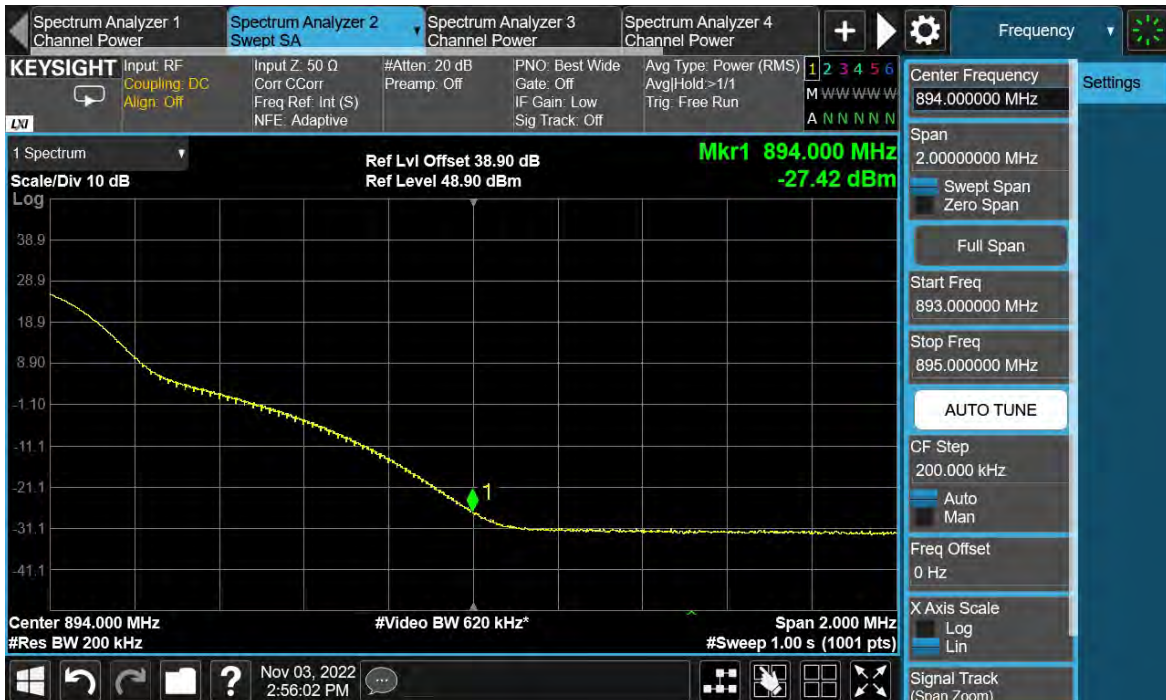 Spectrum Analyzer 1
Channel Power
Spectrum Analyzer 2
Swept SA
Spectrum Analyzer 3
Channel Power
Spectrum Analyzer 4
Channel Power
+
Frequency
KEYSIGHT
LXI
Input: RF
Coupling: DC
Align: Off
Input Z: 50 Ω
Corr CCorr
Freq Ref: Int (S)
NFE: Adaptive
#Atten: 20 dB
Preamp: Off
PNO: Best Wide
Gate: Off
IF Gain: Low
Sig Track: Off
Avg Type: Power (RMS)
Avg|Hold:>1/1
Trig: Free Run
1 2 3 4 5 6
M W W W W W
A N N N N N
1 Spectrum
Scale/Div 10 dB
Log
Ref Lvl Offset 38.90 dB
Ref Level 48.90 dBm
Mkr1 894.000 MHz
-27.42 dBm
38.9
28.9
18.9
8.90
-1.10
-11.1
-21.1
-31.1
-41.1
1
Center 894.000 MHz
#Res BW 200 kHz
#Video BW 620 kHz*
Span 2.000 MHz
#Sweep 1.00 s (1001 pts)
?
Nov 03, 2022
2:56:02 PM
Center Frequency
894.000000 MHz
Settings
Span
2.00000000 MHz
Swept Span
Zero Span
Full Span
Start Freq
893.000000 MHz
Stop Freq
895.000000 MHz
AUTO TUNE
CF Step
200.000 kHz
Auto
Man
Freq Offset
0 Hz
X Axis Scale
Log
Lin
Signal Track
(Span Zoom)